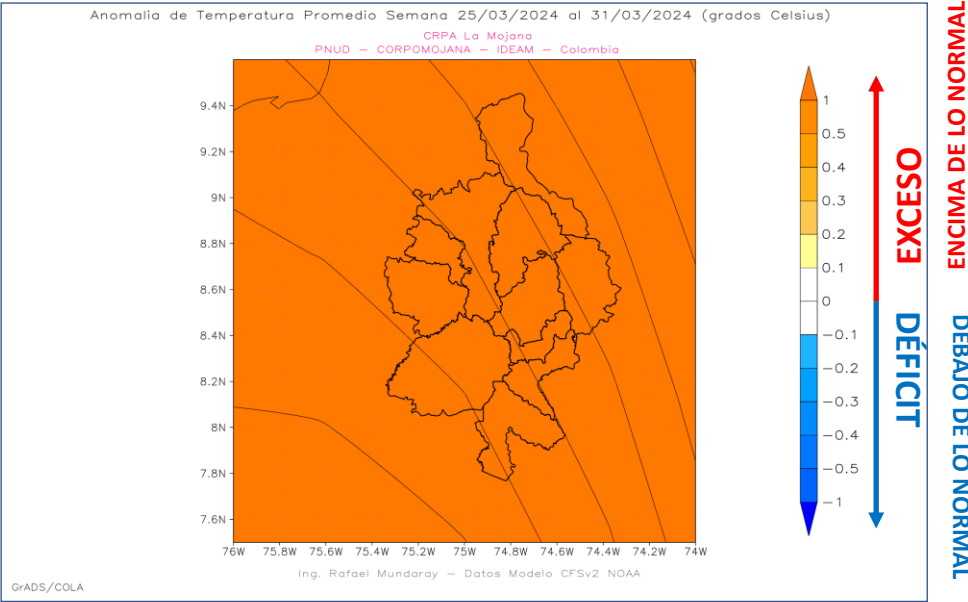 Anomalia de Temperatura Promedio Semana 25/03/2024 al 31/03/2024 (grados Celsius)
CRPA La Mojana
PNUD – CORPOMOJANA – IDEAM – Colombia
9.4N
9.2N
9N
8.8N
8.6N
8.4N
8.2N
8N
7.8N
7.6N
76W 75.8W 75.6W 75.4W 75.2W 75W 74.8W 74.6W 74.4W 74.2W 74W
Ing. Rafael Mundaray – Datos Modelo CFSv2 NOAA
GrADS/COLA
1
0.5
0.4
0.3
0.2
0.1
0
−0.1
−0.2
−0.3
−0.4
−0.5
−1
EXCESO
DÉFICIT
ENCIMA DE LO NORMAL
DEBAJO DE LO NORMAL